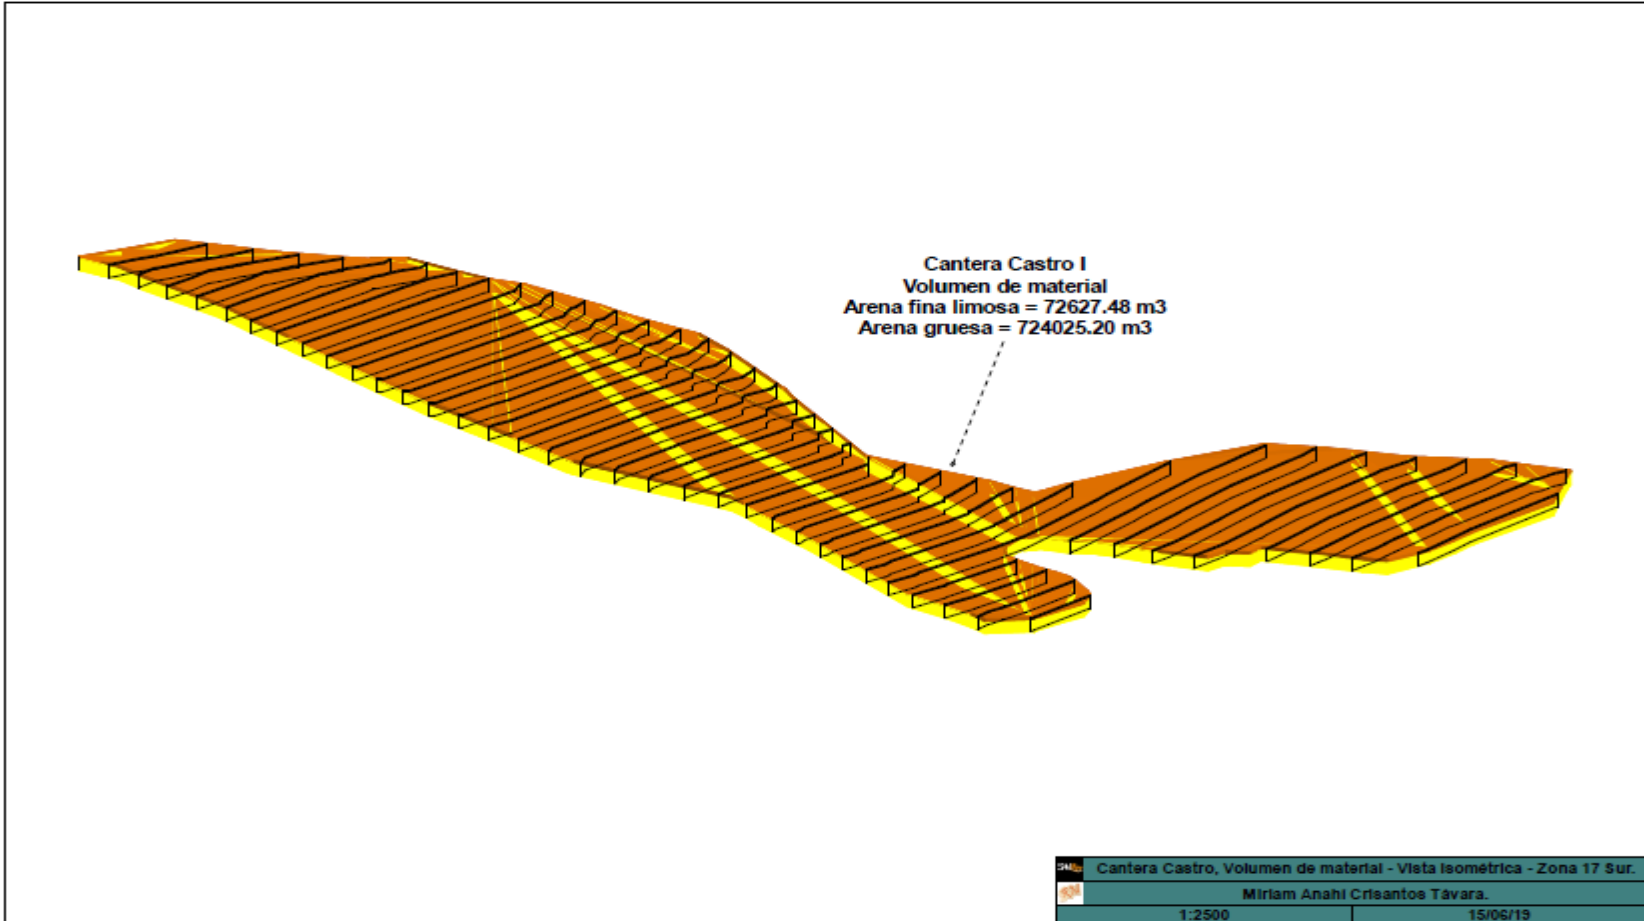 Cantera Castro I
Volumen de material
Arena fina limosa = 72627.48 m3
Arena gruesa = 724025.20 m3
Cantera Castro, Volumen de material - Vista Isométrica - Zona 17 Sur.
Miriam Anahí Crisantos Távara.
1:2500
15/06/19